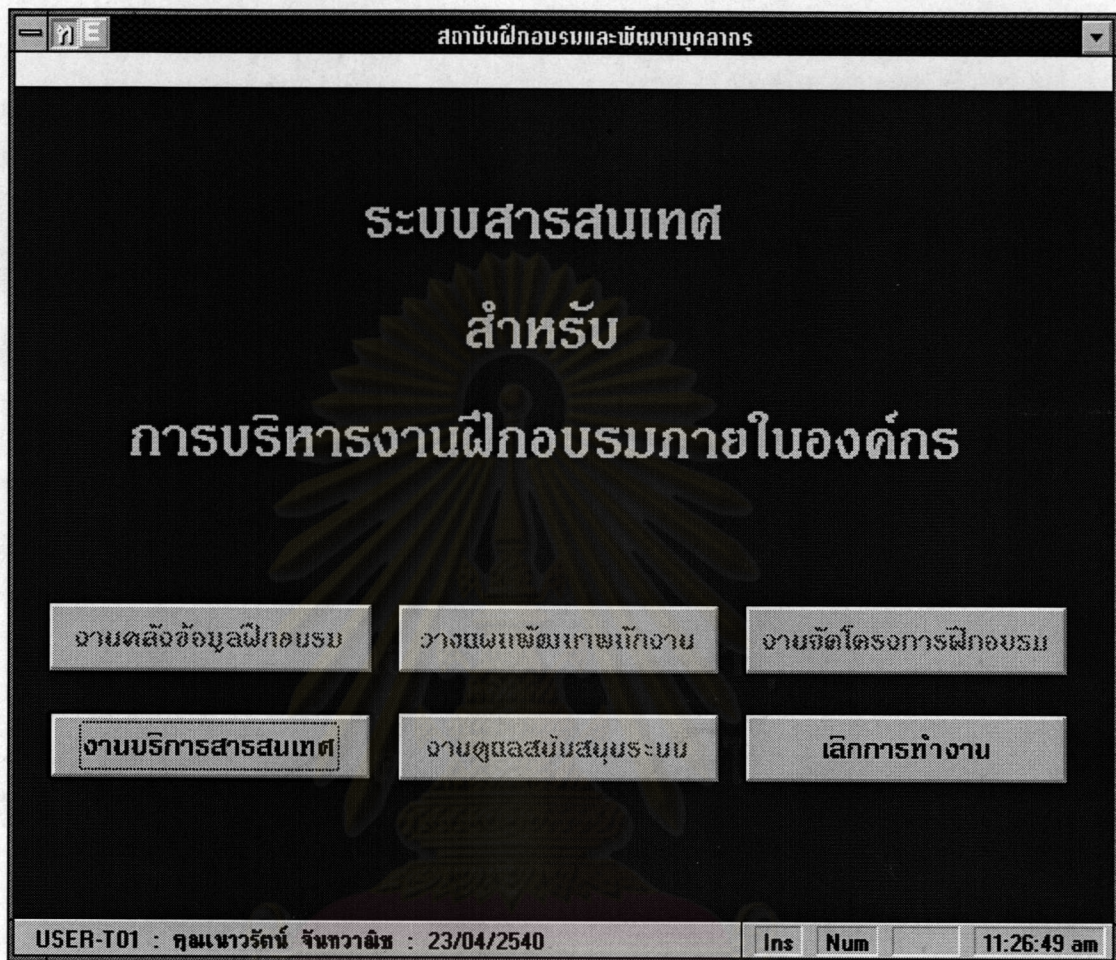 ท E สถาบันฝึกอบรมและพัฒนาบุคลากร
ระบบสารสนเทศ
สำหรับ
การบริหารงานฝึกอบรมภายในองค์กร
งานคลังข้อมูลฝึกอบรม วางแผนพัฒนาพนักงาน งานจัดโครงการฝึกอบรม
งานบริการสารสนเทศ งานดูแลสนับสนุนระบบ เลิกการทำงาน
USER-T01 : คุณเนาวรัตน์ จันทวาณิช : 23/04/2540 Ins Num 11:26:49 am